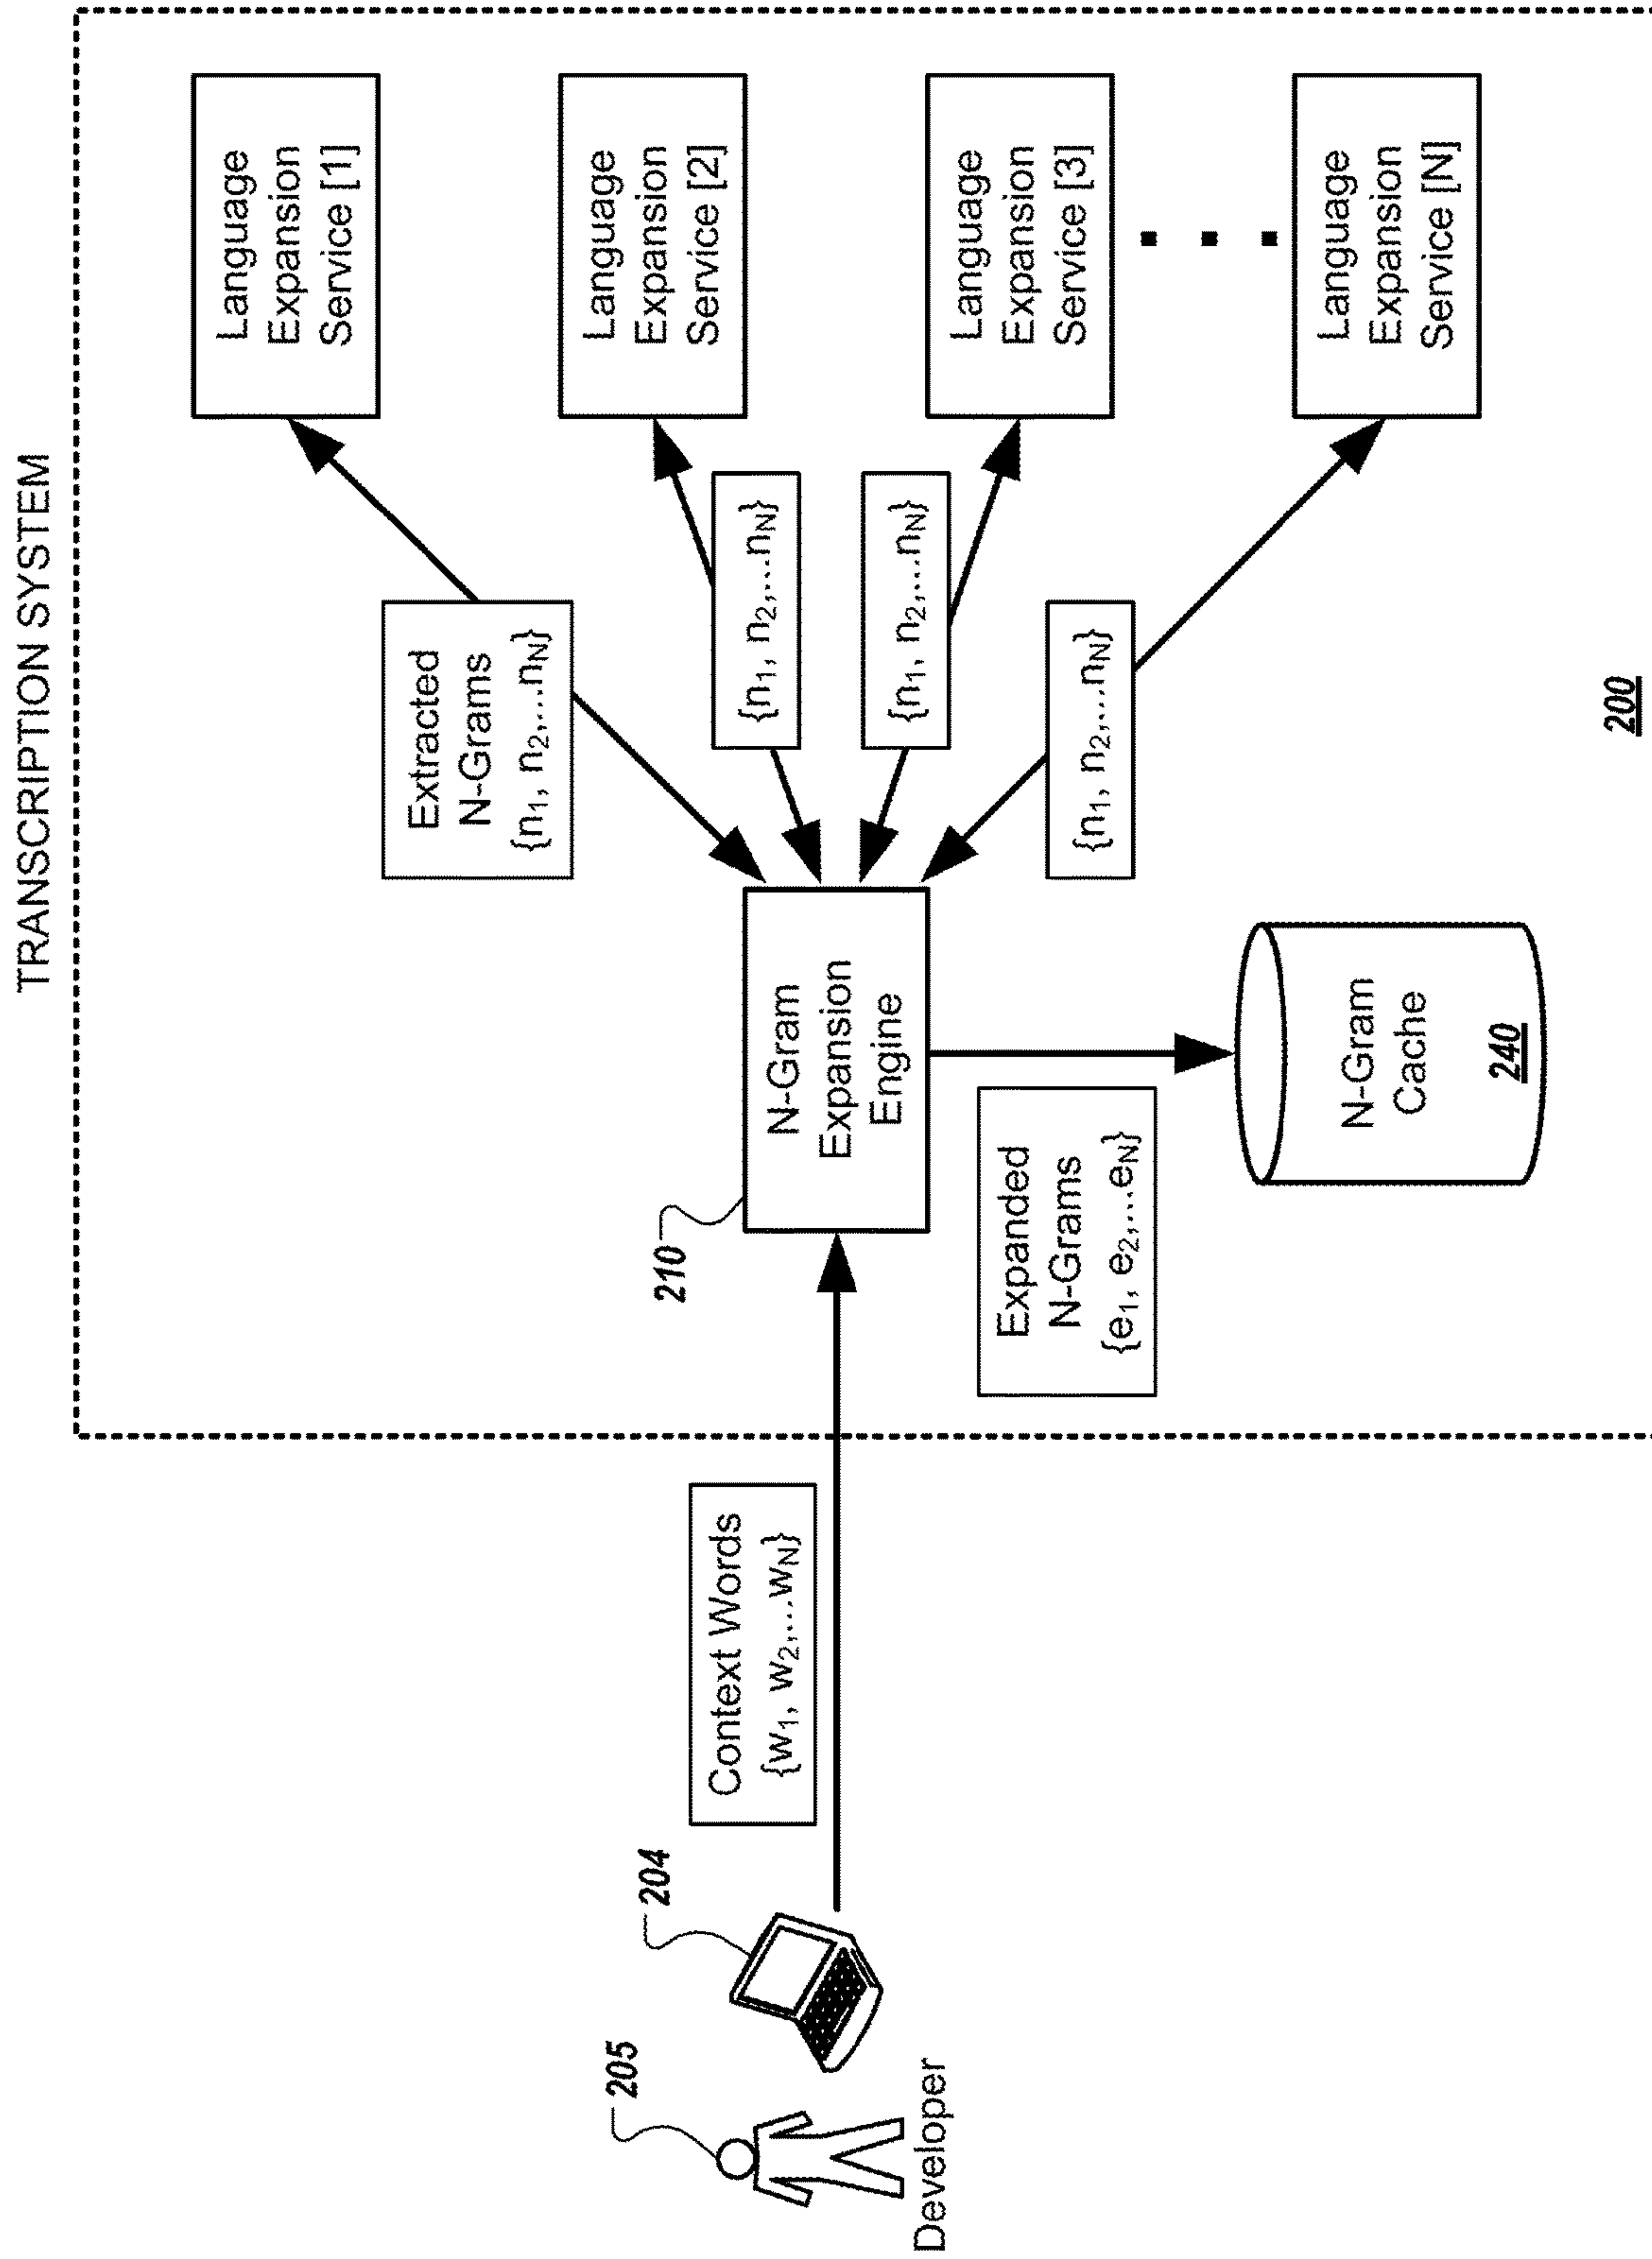 TRANSCRIPTION SYSTEM
Language
Expansion
Service [1]
Extracted
N-Grams
{n1, n2,...nN}
Language
Expansion
Service [2]
{n1, n2,...nN}
205
204
Developer
Context Words
{w1, w2,...wN}
210
N-Gram
Expansion
Engine
{n1, n2,...nN}
Language
Expansion
Service [3]
Expanded
N-Grams
{e1, e2,...eN}
{n1, n2,...nN}
Language
Expansion
Service [N]
N-Gram
Cache
240
200